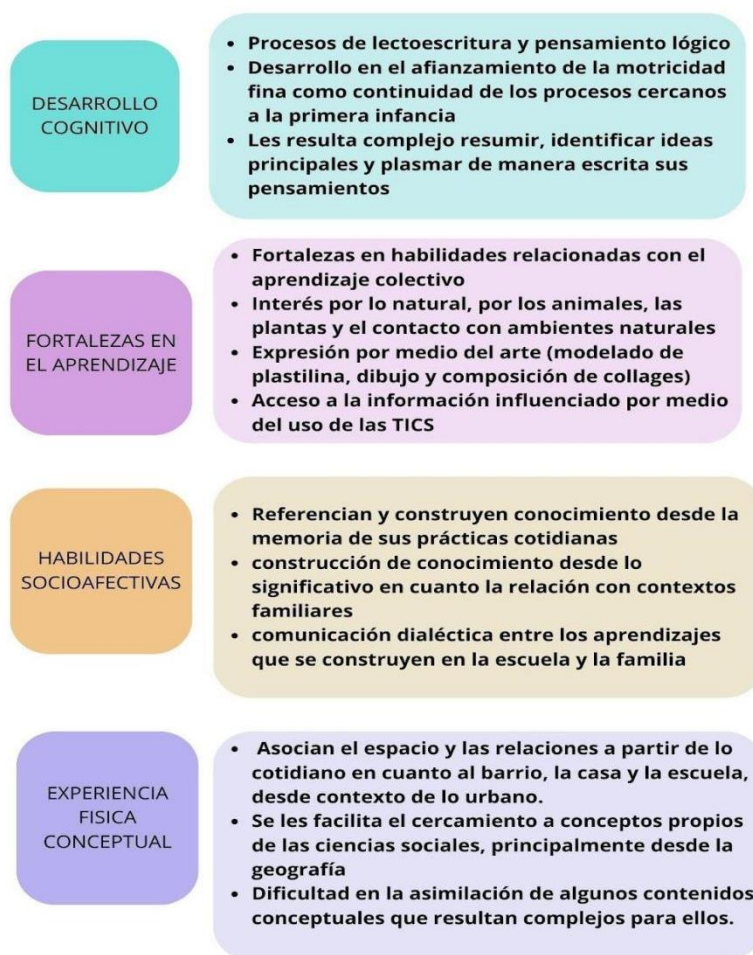 DESARROLLO
COGNITIVO
• Procesos de lectoescritura y pensamiento lógico
• Desarrollo en el afianzamiento de la motricidad
fina como continuidad de los procesos cercanos
a la primera infancia
• Les resulta complejo resumir, identificar ideas
principales y plasmar de manera escrita sus
pensamientos
FORTALEZAS EN
EL APRENDIZAJE
• Fortalezas en habilidades relacionadas con el
aprendizaje colectivo
• Interés por lo natural, por los animales, las
plantas y el contacto con ambientes naturales
• Expresión por medio del arte (modelado de
plastilina, dibujo y composición de collages)
• Acceso a la información influenciado por medio
del uso de las TICS
HABILIDADES
SOCIOAFECTIVAS
• Referencian y construyen conocimiento desde la
memoria de sus prácticas cotidianas
• construcción de conocimiento desde lo
significativo en cuanto la relación con contextos
familiares
• comunicación dialéctica entre los aprendizajes
que se construyen en la escuela y la familia
EXPERIENCIA
FISICA
CONCEPTUAL
• Asocian el espacio y las relaciones a partir de lo
cotidiano en cuanto al barrio, la casa y la escuela,
desde contexto de lo urbano.
• Se les facilita el cercamiento a conceptos propios
de las ciencias sociales, principalmente desde la
geografía
• Dificultad en la asimilación de algunos contenidos
conceptuales que resultan complejos para ellos.